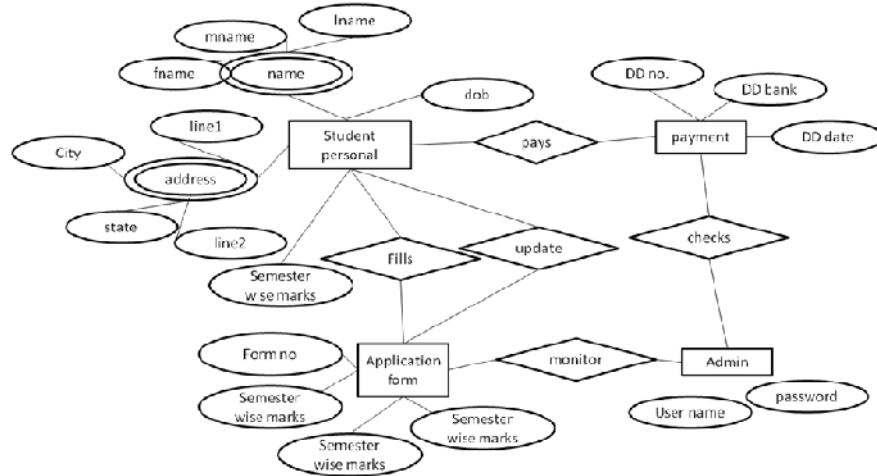 lname
mname
fname
name
DD no.
DD bank
dob
line1
Student
personal
pays
payment
DD date
City
address
state
line2
Fills
update
checks
Semester
wise marks
Form no
Application
form
monitor
Admin
Semester
wise marks
Semester
wise marks
Semester
wise marks
User name
password